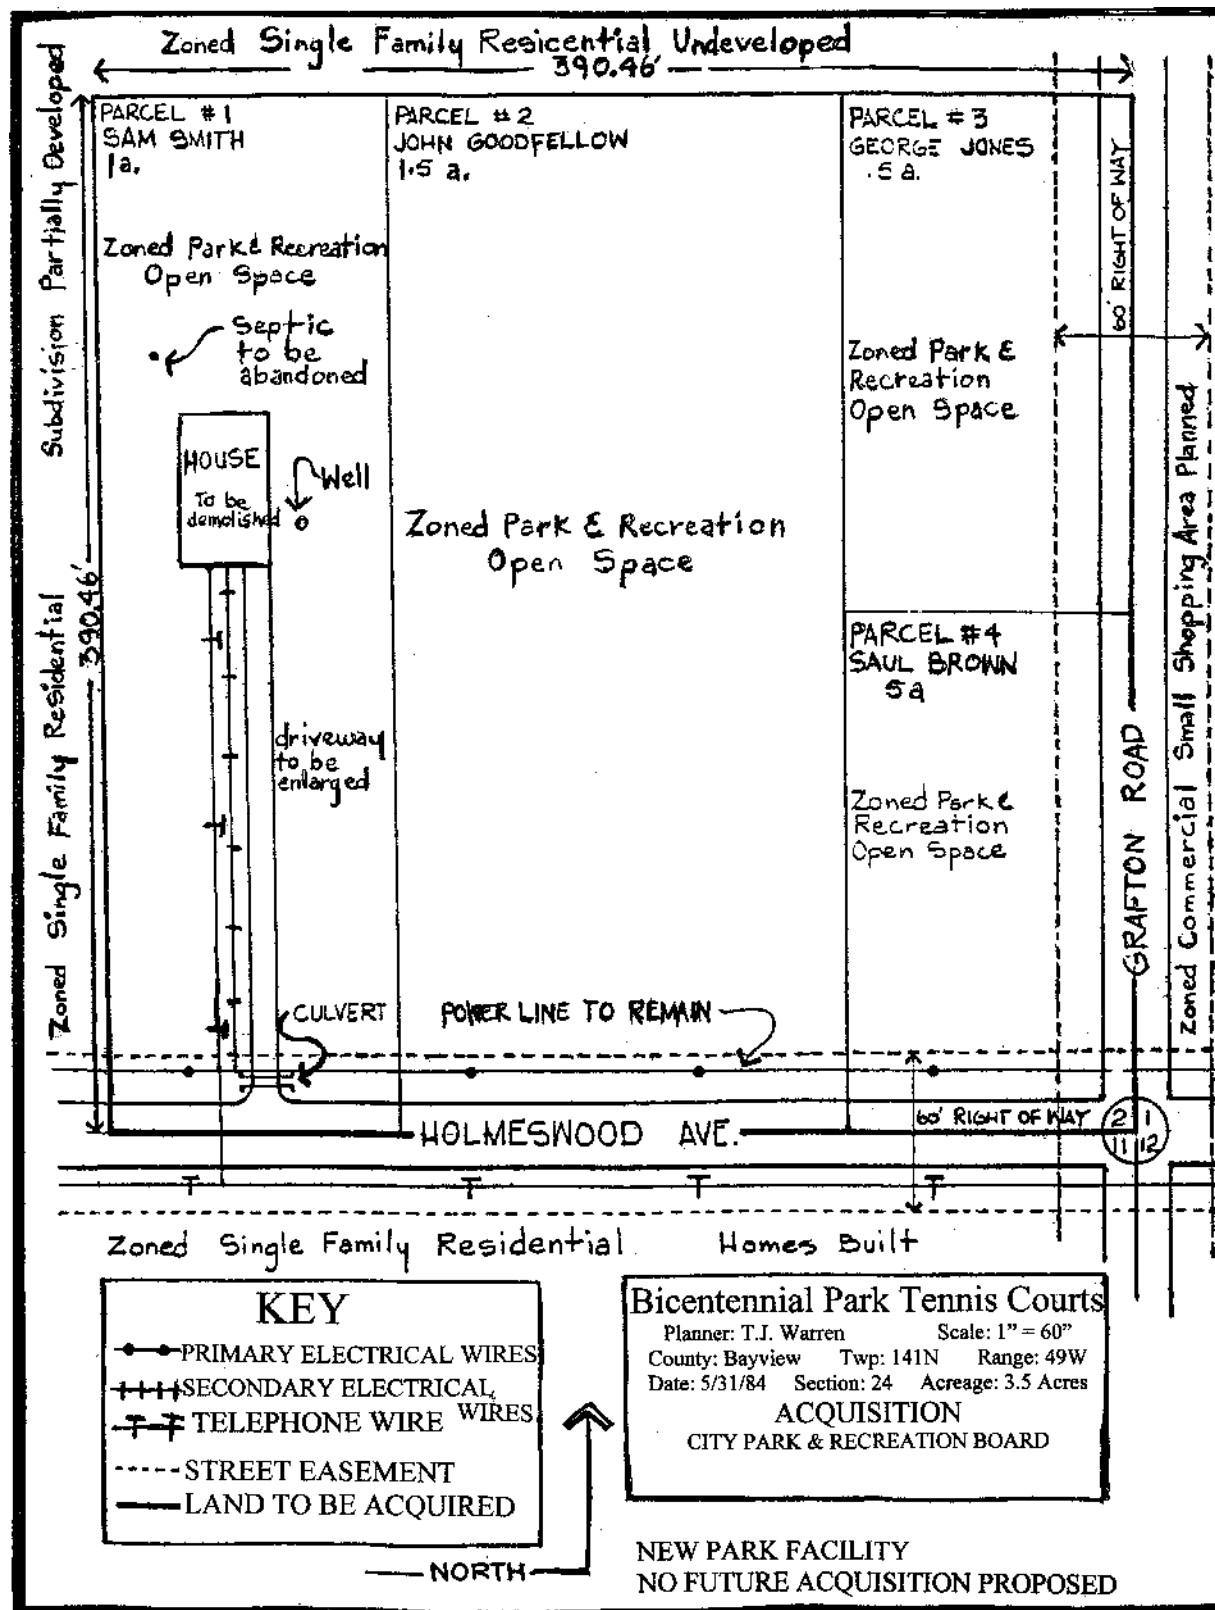 Zoned Single Family Resicential Undeveloped
390.46'
Subdivision Partially Developed
Zoned Single Family Residential
390.46'
PARCEL #1
SAM SMITH
1a.
Zoned Park & Recreation
Open Space
Septic
to be
abandoned
HOUSE
To be
demolished
Well
driveway
to be
enlarged
CULVERT
PARCEL #2
JOHN GOODFELLOW
1.5 a.
Zoned Park & Recreation
Open Space
POWER LINE TO REMAIN
PARCEL #3
GEORGE JONES
.5 a.
Zoned Park &
Recreation
Open Space
PARCEL #4
SAUL BROWN
5a
Zoned Park &
Recreation
Open Space
60' RIGHT OF WAY
GRAFTON ROAD
Zoned Commercial Small Shopping Area Planned
60' RIGHT OF WAY
2 1
11 12
HOLMESWOOD AVE.
Zoned Single Family Residential Homes Built
KEY
PRIMARY ELECTRICAL WIRES
SECONDARY ELECTRICAL
WIRES
TELEPHONE WIRE
STREET EASEMENT
LAND TO BE ACQUIRED
NORTH
Bicentennial Park Tennis Courts
Planner: T.J. Warren Scale: 1" = 60"
County: Bayview Twp: 141N Range: 49W
Date: 5/31/84 Section: 24 Acreage: 3.5 Acres
ACQUISITION
CITY PARK & RECREATION BOARD
NEW PARK FACILITY
NO FUTURE ACQUISITION PROPOSED